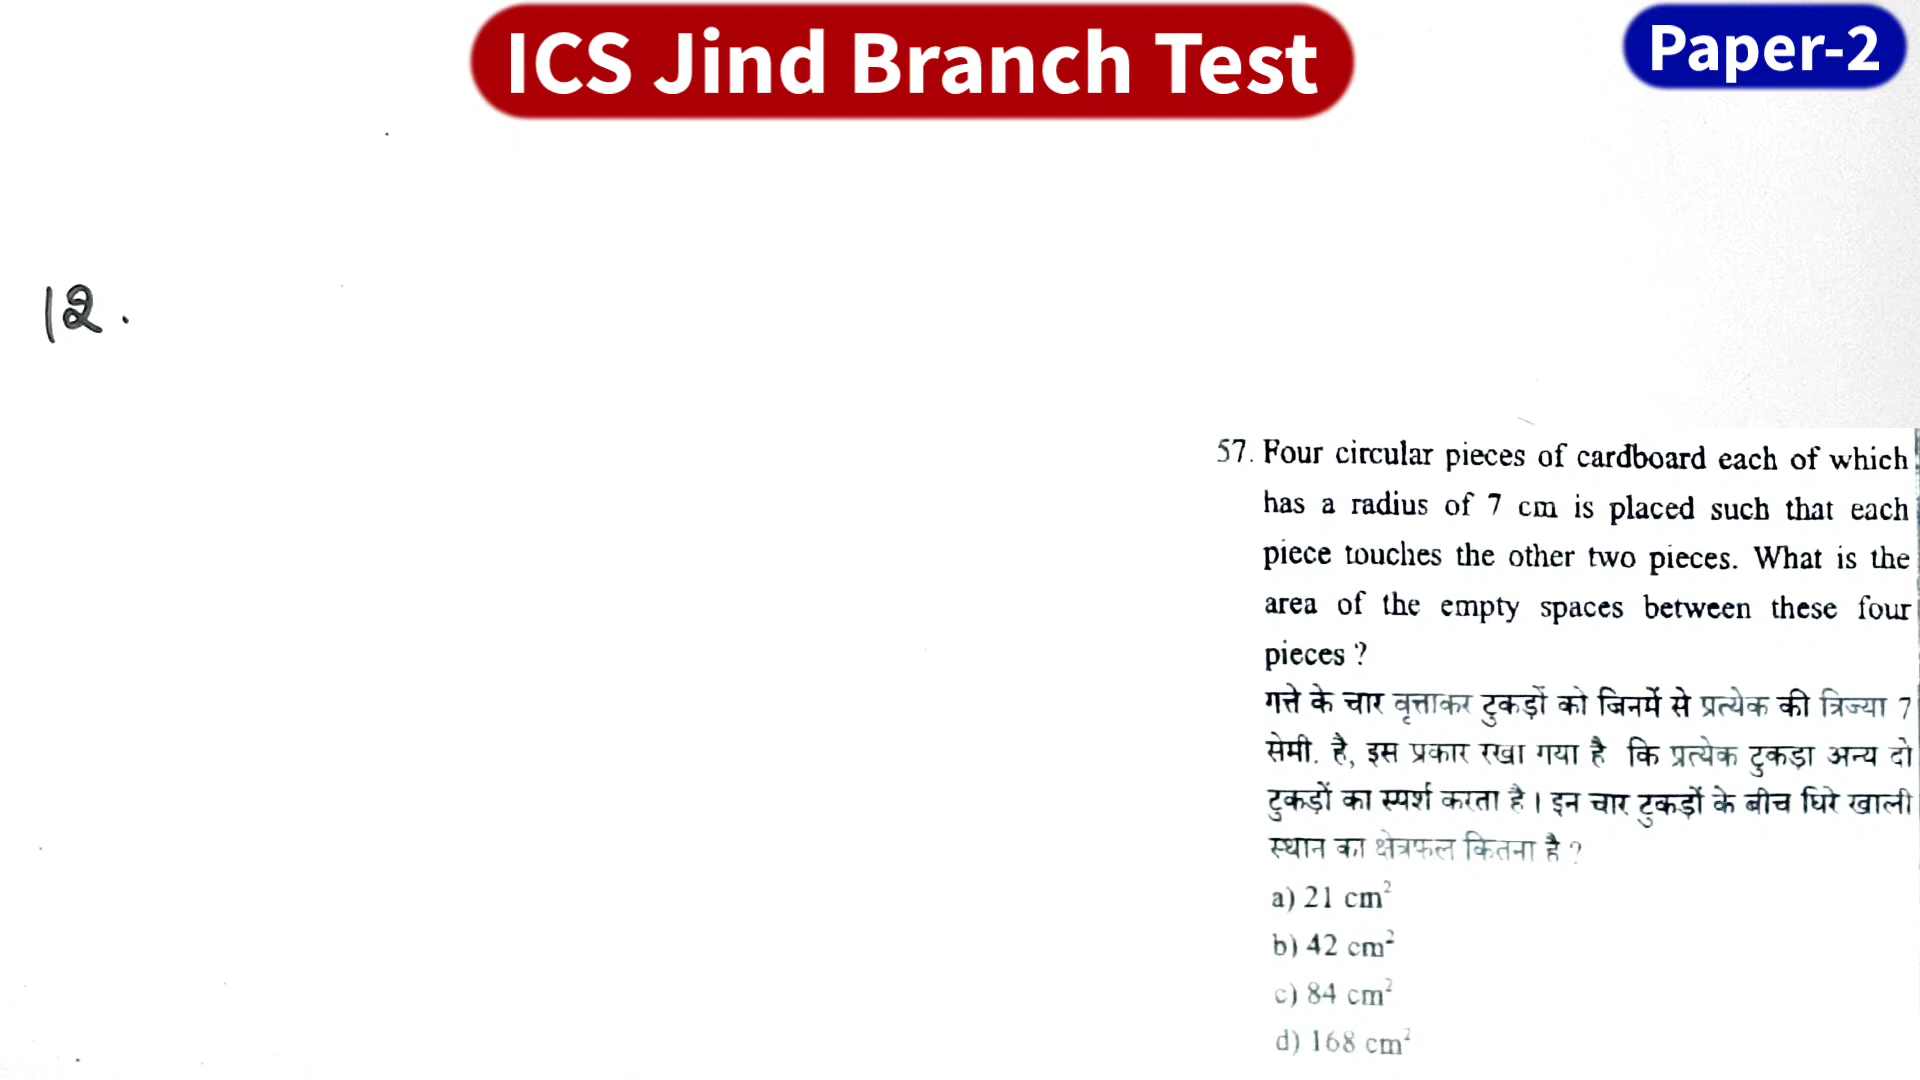 ICS Jind Branch Test
Paper-2
12.
57. Four circular pieces of cardboard each of which
has a radius of 7 cm is placed such that each
piece touches the other two pieces. What is the
area of the empty spaces between these four
pieces ?
गत्ते के चार वृत्ताकर टुकड़ों को जिनमें से प्रत्येक की त्रिज्या 7
सेमी. है, इस प्रकार रखा गया है कि प्रत्येक टुकड़ा अन्य दो
टुकड़ों का स्पर्श करता है। इन चार टुकड़ों के बीच घिरे खाली
स्थान का क्षेत्रफल कितना है ?
a) 21 cm²
b) 42 cm²
c) 84 cm²
d) 168 cm²